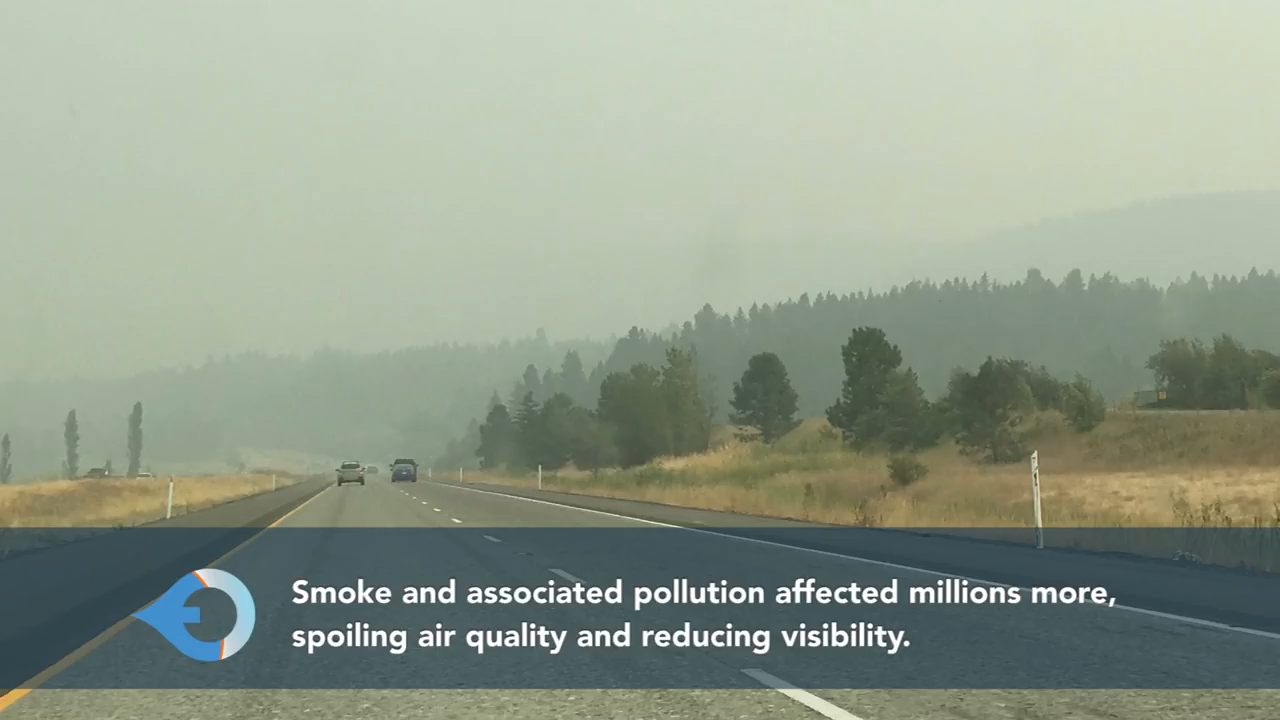 Smoke and associated pollution affected millions more,
spoiling air quality and reducing visibility.